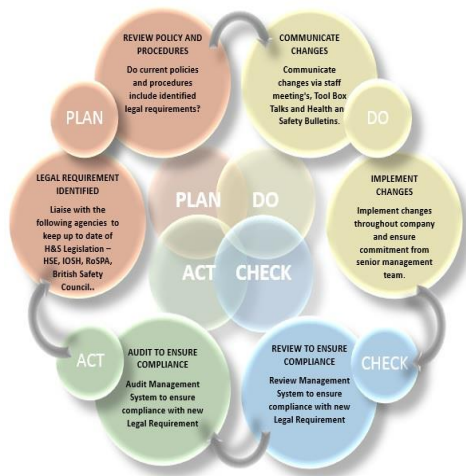 REVIEW POLICY AND
PROCEDURES
Do current policies
and procedures
include identified
legal requirements?
COMMUNICATE
CHANGES
Communicate
changes via staff
meeting's, Tool Box
Talks and Health an
Safety Bulletins.
PLAN
DO
LEGAL REQUIREMENT
IDENTIFIED
Liaise with the
following agencies to
keep up to date of
H&S Legislation –
HSE, IOSH, RoSPA,
British Safety
Council..
PLAN
DO
ACT
CHECK
IMPLEMENT
CHANGES
Implement changes
throughout company
and ensure
commitment from
senior management
team.
ACT
AUDIT TO ENSURE
COMPLIANCE
Audit Management
System to ensure
compliance with new
Legal Requirement
REVIEW TO ENSURE
COMPLIANCE
Review Management
System to ensure
compliance with new
Legal Requirement
CHECK